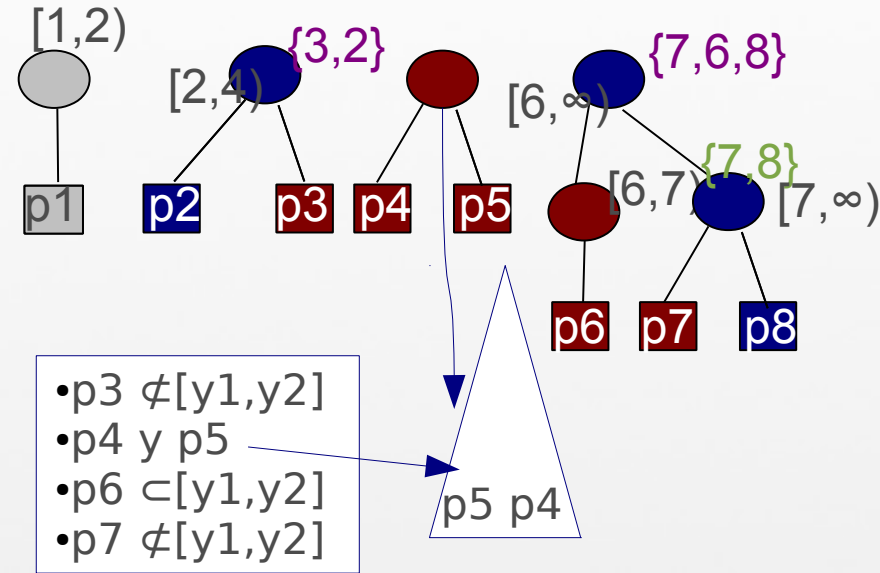 [1,2)
{3,2}
{7,6,8}
[2,4)
[6,∞)
{7,8}
[6,7)
[7,∞)
p1 p2 p3 p4 p5
p6 p7 p8
•p3 ⊄[y1,y2]
•p4 y p5
•p6 ⊂[y1,y2]
•p7 ⊄[y1,y2]
p5 p4